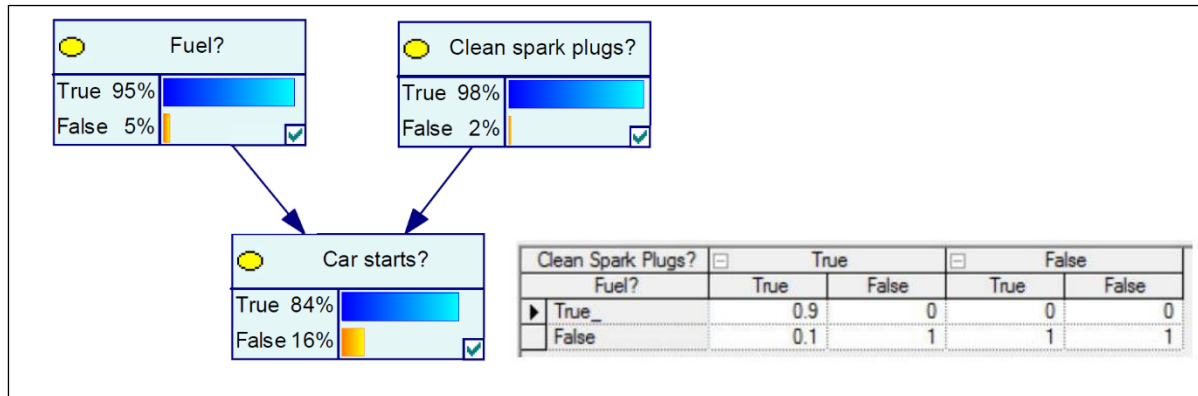 Fuel?
True 95%
False 5%
Clean spark plugs?
True 98%
False 2%
Car starts?
True 84%
False 16%
Clean Spark Plugs? True False
Fuel? True False True False
True_ 0.9 0 0 0
False 0.1 1 1 1